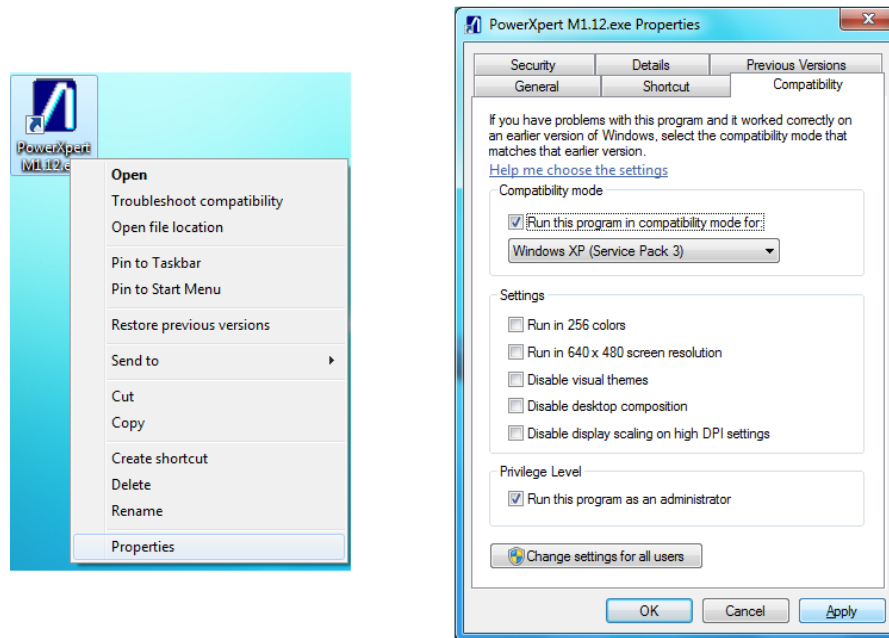 PowerXpert
M1.12.e
Open
Troubleshoot compatibility
Open file location
Pin to Taskbar
Pin to Start Menu
Restore previous versions
Send to
Cut
Copy
Create shortcut
Delete
Rename
Properties
PowerXpert M1.12.exe Properties
Security Details Previous Versions
General Shortcut Compatibility
If you have problems with this program and it worked correctly on
an earlier version of Windows, select the compatibility mode that
matches that earlier version.
Help me choose the settings
Compatibility mode
Run this program in compatibility mode for:
Windows XP (Service Pack 3)
Settings
Run in 256 colors
Run in 640 x 480 screen resolution
Disable visual themes
Disable desktop composition
Disable display scaling on high DPI settings
Privilege Level
Run this program as an administrator
Change settings for all users
OK Cancel Apply